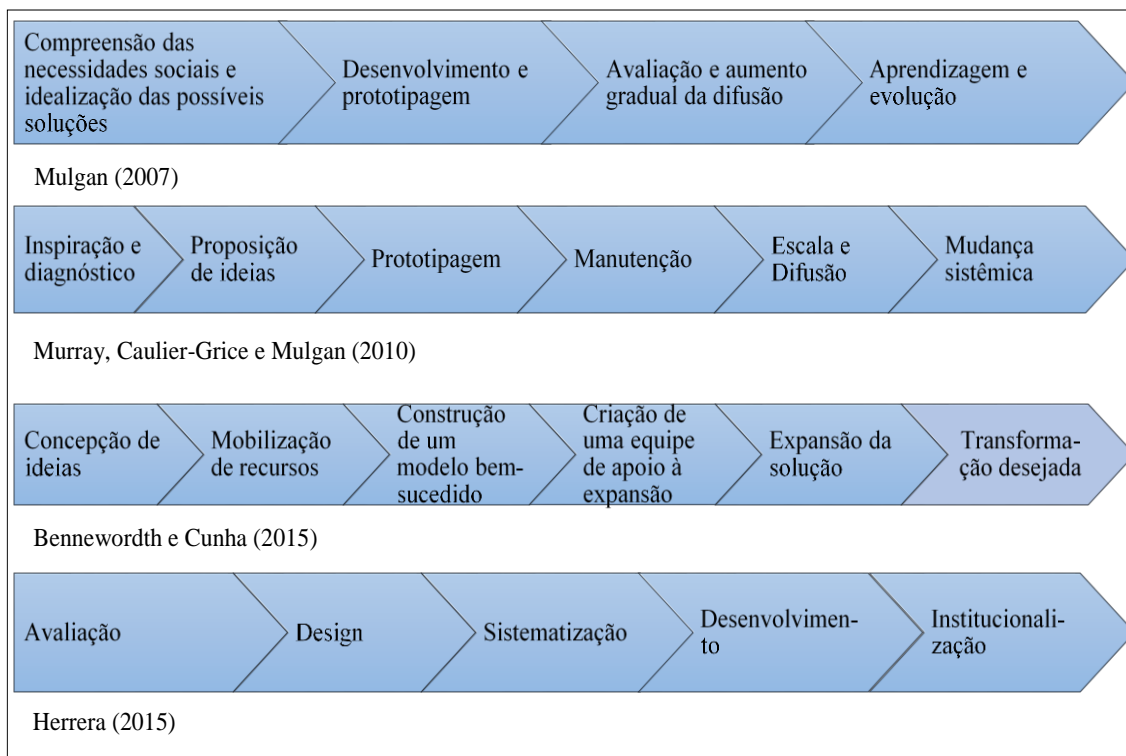 Compreensão das
necessidades sociais e
idealização das possíveis
soluções
Desenvolvimento e
prototipagem
Avaliação e aumento
gradual da difusão
Aprendizagem e
evolução
Mulgan (2007)
Inspiração e
diagnóstico
Proposição
de ideias
Prototipagem
Manutenção
Escala e
Difusão
Mudança
sistêmica
Murray, Caulier-Grice e Mulgan (2010)
Concepção de
ideias
Mobilização
de recursos
Construção
de um
modelo bem-
sucedido
Criação de
uma equipe
de apoio à
expansão
Expansão da
solução
Transforma-
ção desejada
Bennewordth e Cunha (2015)
Avaliação
Design
Sistematização
Desenvolvimen-
to
Institucionali-
zação
Herrera (2015)